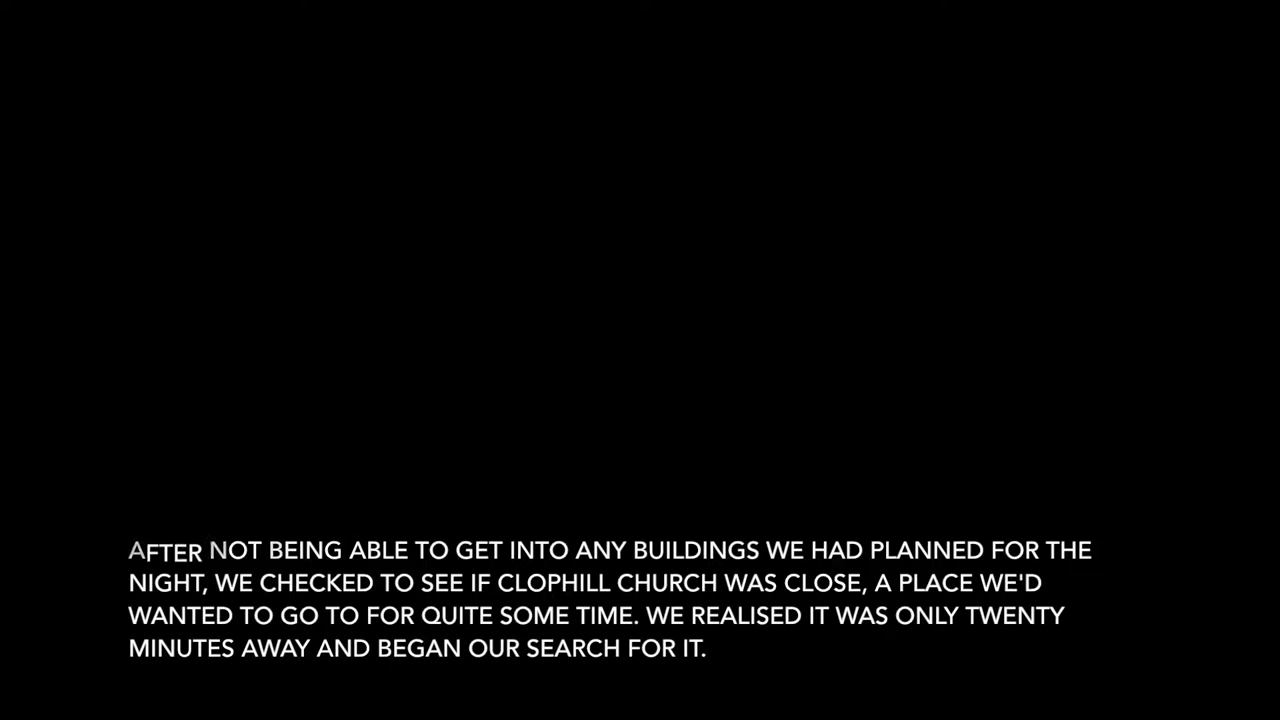 AFTER NOT BEING ABLE TO GET INTO ANY BUILDINGS WE HAD PLANNED FOR THE
NIGHT, WE CHECKED TO SEE IF CLOPHILL CHURCH WAS CLOSE, A PLACE WE'D
WANTED TO GO TO FOR QUITE SOME TIME. WE REALISED IT WAS ONLY TWENTY
MINUTES AWAY AND BEGAN OUR SEARCH FOR IT.